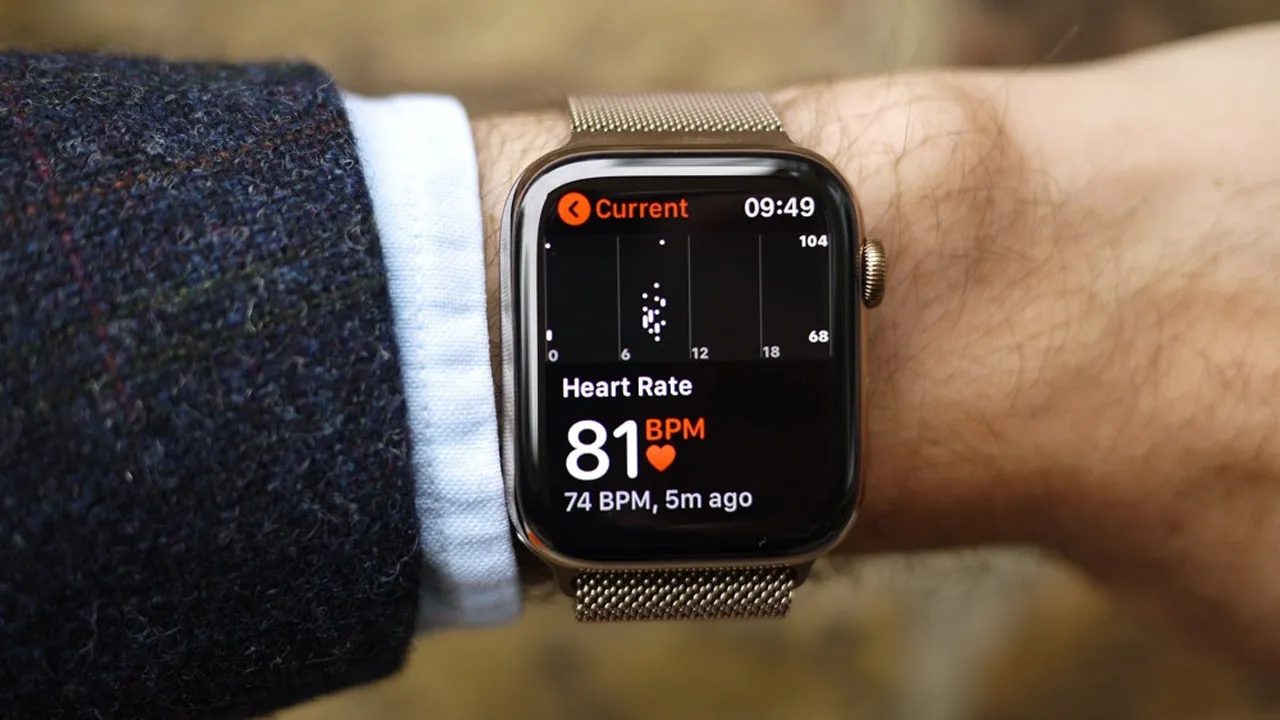 Current 09:49
104
68
0 6 12 18
Heart Rate
81 BPM
74 BPM, 5m ago